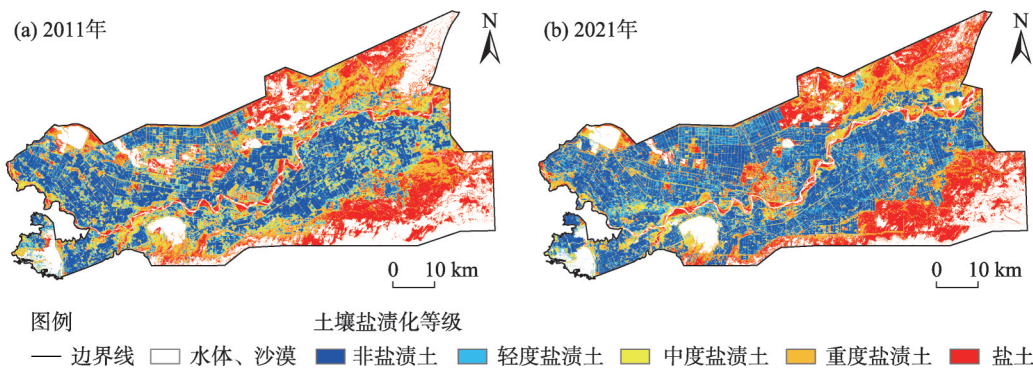 (a) 2011年
N
(b) 2021年
N
0 10 km
0 10 km
图例
土壤盐渍化等级
边界线 水体、沙漠 非盐渍土 轻度盐渍土 中度盐渍土 重度盐渍土 盐土